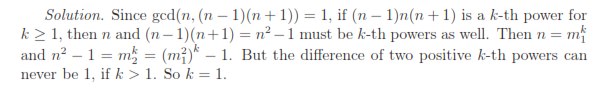 Solution. Since gcd(n, (n − 1)(n + 1)) = 1, if (n − 1)n(n + 1) is a k-th power for
k ≥ 1, then n and (n−1)(n+1) = n² −1 must be k-th powers as well. Then n = m₁ᵏ
and n² − 1 = m₂ᵏ = (m₁²)ᵏ − 1. But the difference of two positive k-th powers can
never be 1, if k > 1. So k = 1.